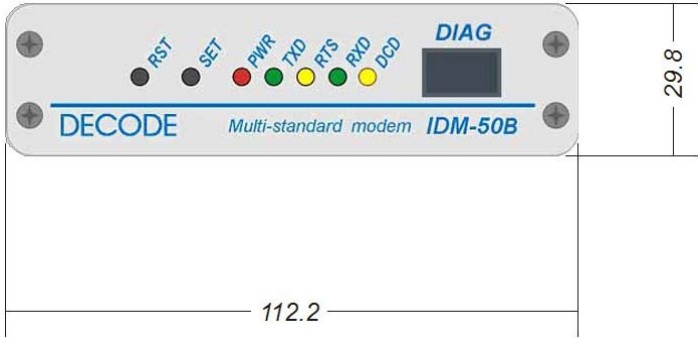 DIAG
RST SET PWR TXD RTS RXD DCD
DECODE Multi-standard modem IDM-50B
29.8
112.2